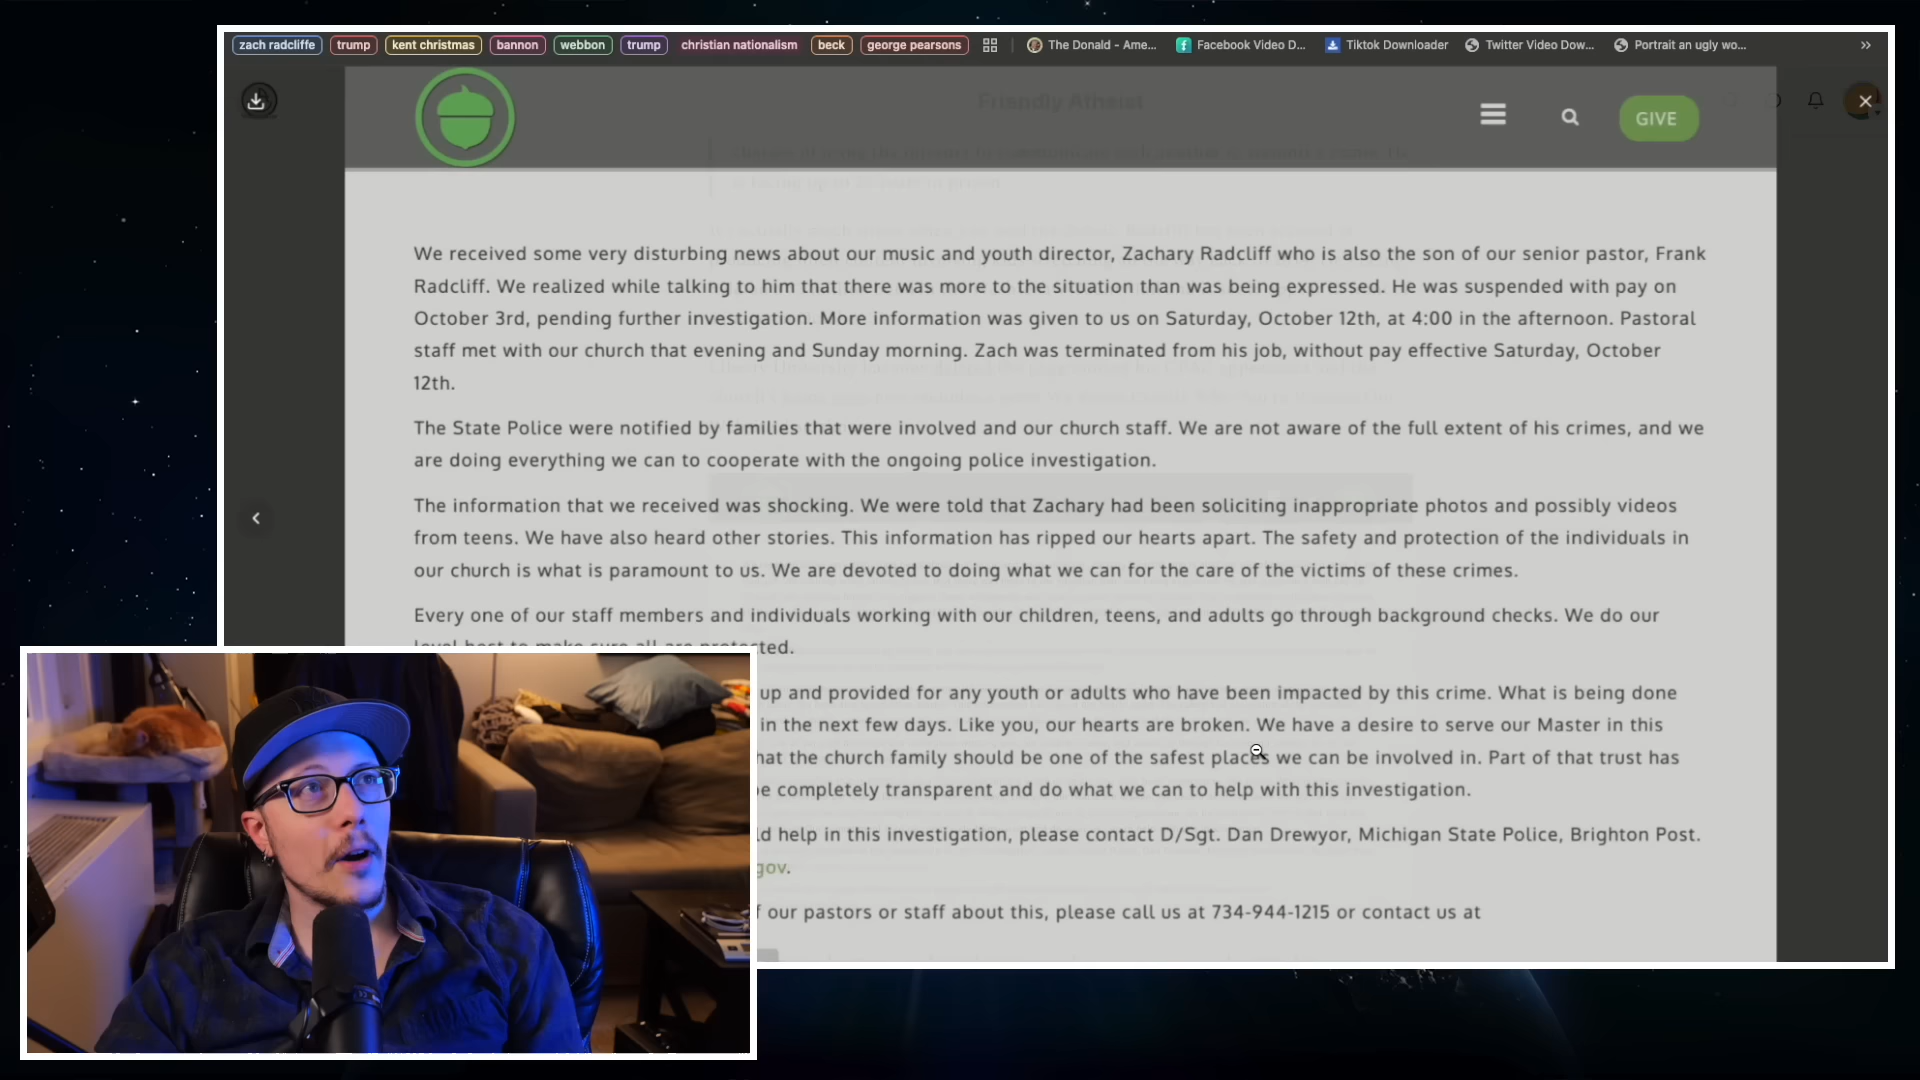 zach radcliffe trump kent christmas bannon webbon trump christian nationalism beck george pearsons The Donald - Ame... Facebook Video D... Tiktok Downloader Twitter Video Dow... Portrait an ugly wo...
Friendly Atheist
GIVE
We received some very disturbing news about our music and youth director, Zachary Radcliff who is also the son of our senior pastor, Frank
Radcliff. We realized while talking to him that there was more to the situation than was being expressed. He was suspended with pay on
October 3rd, pending further investigation. More information was given to us on Saturday, October 12th, at 4:00 in the afternoon. Pastoral
staff met with our church that evening and Sunday morning. Zach was terminated from his job, without pay effective Saturday, October
12th.
The State Police were notified by families that were involved and our church staff. We are not aware of the full extent of his crimes, and we
are doing everything we can to cooperate with the ongoing police investigation.
The information that we received was shocking. We were told that Zachary had been soliciting inappropriate photos and possibly videos
from teens. We have also heard other stories. This information has ripped our hearts apart. The safety and protection of the individuals in
our church is what is paramount to us. We are devoted to doing what we can for the care of the victims of these crimes.
Every one of our staff members and individuals working with our children, teens, and adults go through background checks. We do our
level best to make sure all are protected.
up and provided for any youth or adults who have been impacted by this crime. What is being done
in the next few days. Like you, our hearts are broken. We have a desire to serve our Master in this
hat the church family should be one of the safest places we can be involved in. Part of that trust has
completely transparent and do what we can to help with this investigation.
ld help in this investigation, please contact D/Sgt. Dan Drewyor, Michigan State Police, Brighton Post.
gov.
f our pastors or staff about this, please call us at 734-944-1215 or contact us at